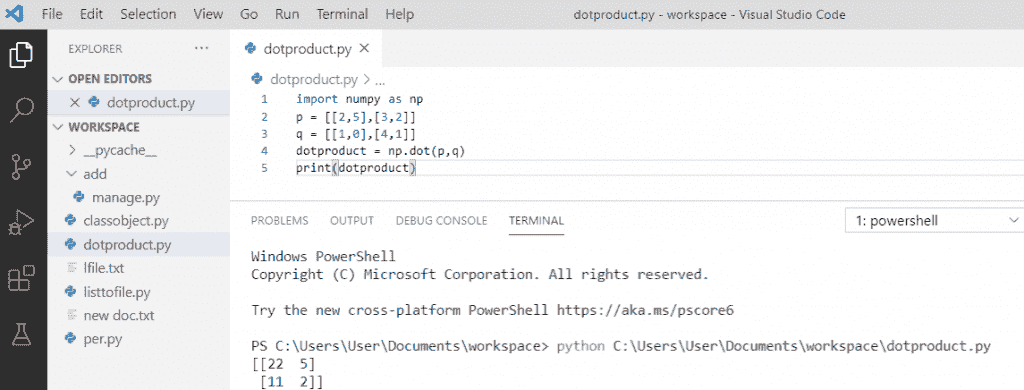 File Edit Selection View Go Run Terminal Help dotproduct.py - workspace - Visual Studio Code
EXPLORER ...
OPEN EDITORS
dotproduct.py
WORKSPACE
__pycache__
add
manage.py
classobject.py
dotproduct.py
lfile.txt
listtofile.py
new doc.txt
per.py
dotproduct.py
dotproduct.py > ...
1 import numpy as np
2 p = [[2,5],[3,2]]
3 q = [[1,0],[4,1]]
4 dotproduct = np.dot(p,q)
5 print(dotproduct)
PROBLEMS OUTPUT DEBUG CONSOLE TERMINAL 1: powershell
Windows PowerShell
Copyright (C) Microsoft Corporation. All rights reserved.
Try the new cross-platform PowerShell https://aka.ms/pscore6
PS C:\Users\User\Documents\workspace> python C:\Users\User\Documents\workspace\dotproduct.py
[[22  5]
 [11  2]]